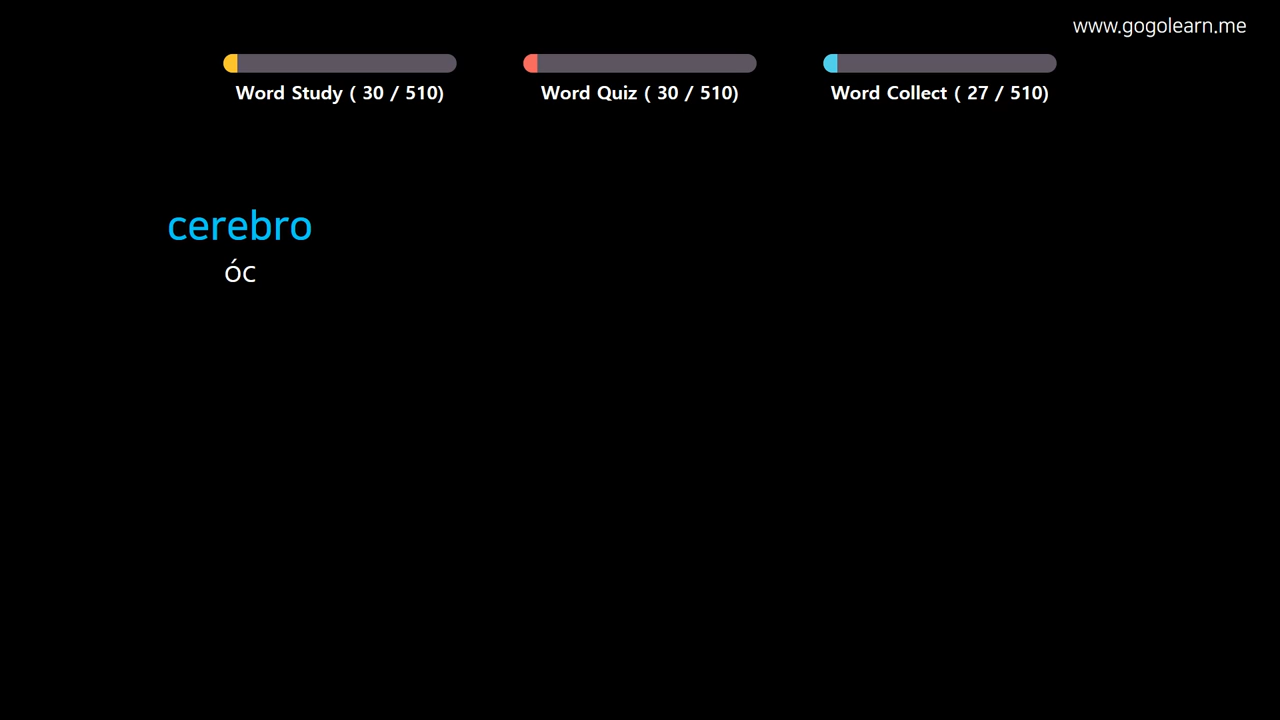 www.gogolearn.me
Word Study ( 30 / 510)
Word Quiz ( 30 / 510)
Word Collect ( 27 / 510)
cerebro
óc